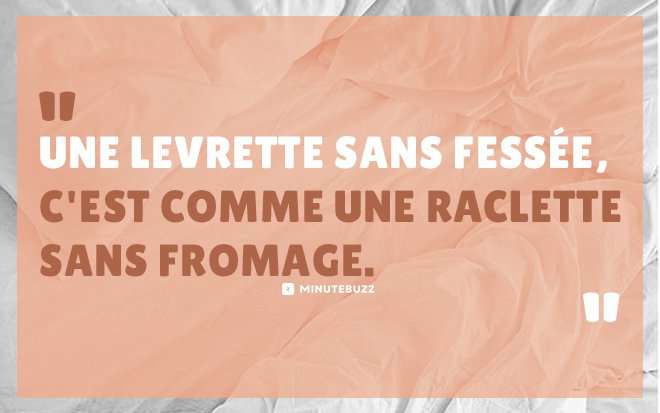 "
UNE LEVRETTE SANS FESSÉE,
C'EST COMME UNE RACLETTE
SANS FROMAGE.
MINUTEBUZZ
"